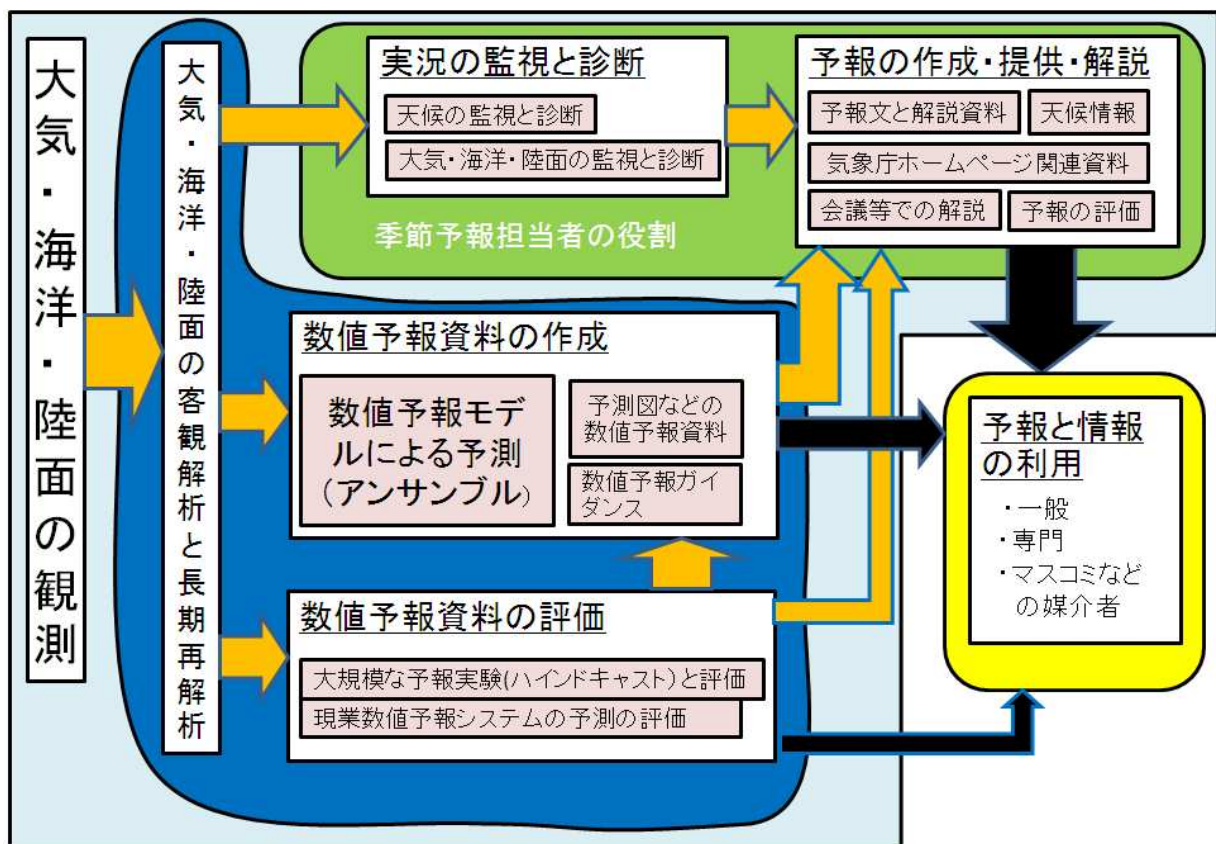 大気・海洋・陸面の観測
大気・海洋・陸面の客観解析と長期再解析
実況の監視と診断
天候の監視と診断
大気・海洋・陸面の監視と診断
予報の作成・提供・解説
予報文と解説資料
天候情報
気象庁ホームページ関連資料
会議等での解説
予報の評価
季節予報担当者の役割
数値予報資料の作成
数値予報モデ
ルによる予測
(アンサンブル)
予測図などの
数値予報資料
数値予報ガイ
ダンス
数値予報資料の評価
大規模な予報実験(ハインドキャスト)と評価
現業数値予報システムの予測の評価
予報と情報
の利用
・一般
・専門
・マスコミなど
の媒介者